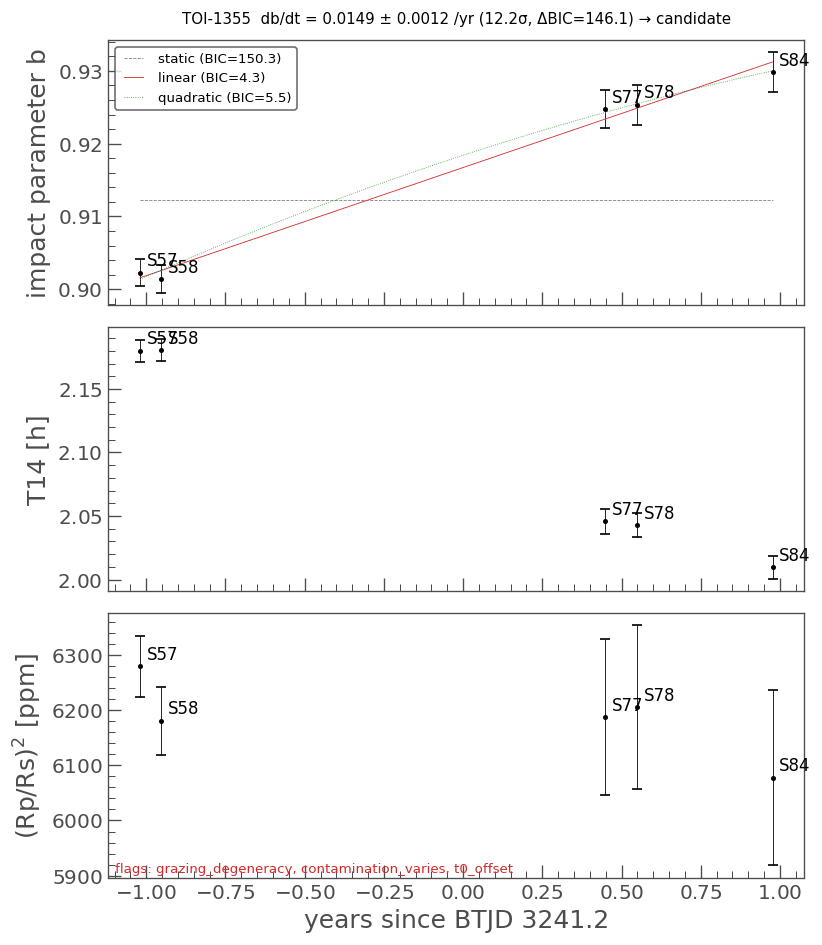 TOI-1355  db/dt = 0.0149 ± 0.0012 /yr (12.2σ, ΔBIC=146.1) → candidate
static (BIC=150.3)
linear (BIC=4.3)
quadratic (BIC=5.5)
impact parameter b
0.93
0.92
0.91
0.90
S57
S58
S77
S78
S84
T14 [h]
2.15
2.10
2.05
2.00
S57
S58
S77
S78
S84
(Rp/Rs)² [ppm]
6300
6200
6100
6000
5900
S57
S58
S77
S78
S84
flags: grazing_degeneracy, contamination_varies, t0_offset
−1.00 −0.75 −0.50 −0.25 0.00 0.25 0.50 0.75 1.00
years since BTJD 3241.2